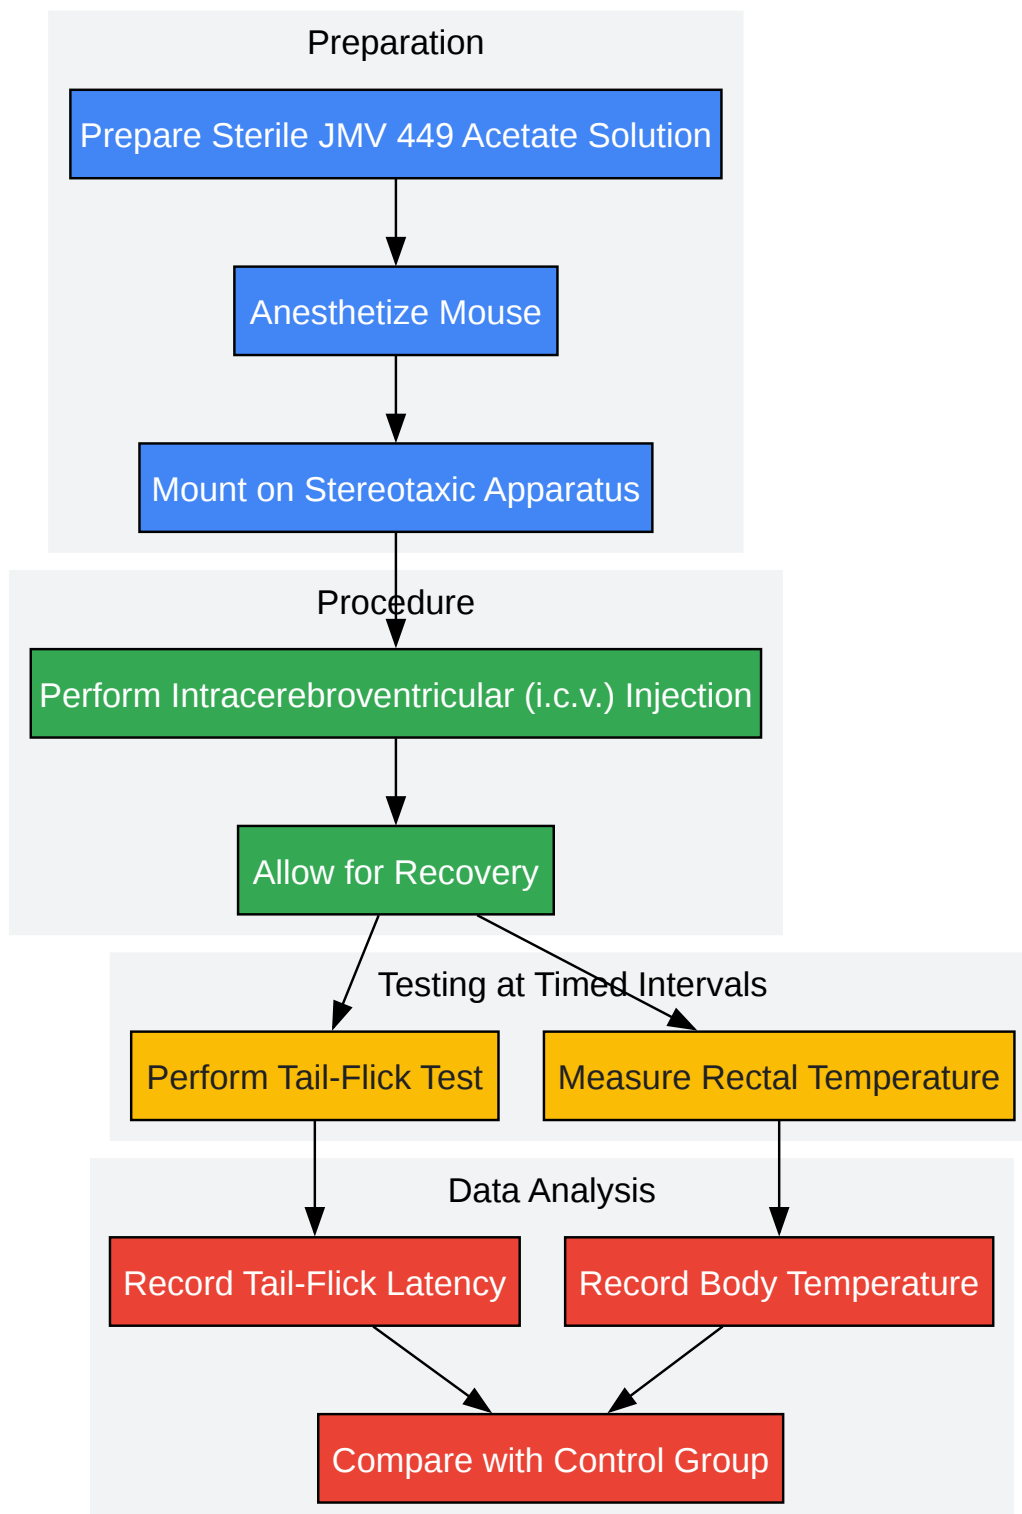 Preparation
Prepare Sterile JMV 449 Acetate Solution
Anesthetize Mouse
Mount on Stereotaxic Apparatus
Procedure
Perform Intracerebroventricular (i.c.v.) Injection
Allow for Recovery
Testing at Timed Intervals
Perform Tail-Flick Test
Measure Rectal Temperature
Data Analysis
Record Tail-Flick Latency
Record Body Temperature
Compare with Control Group